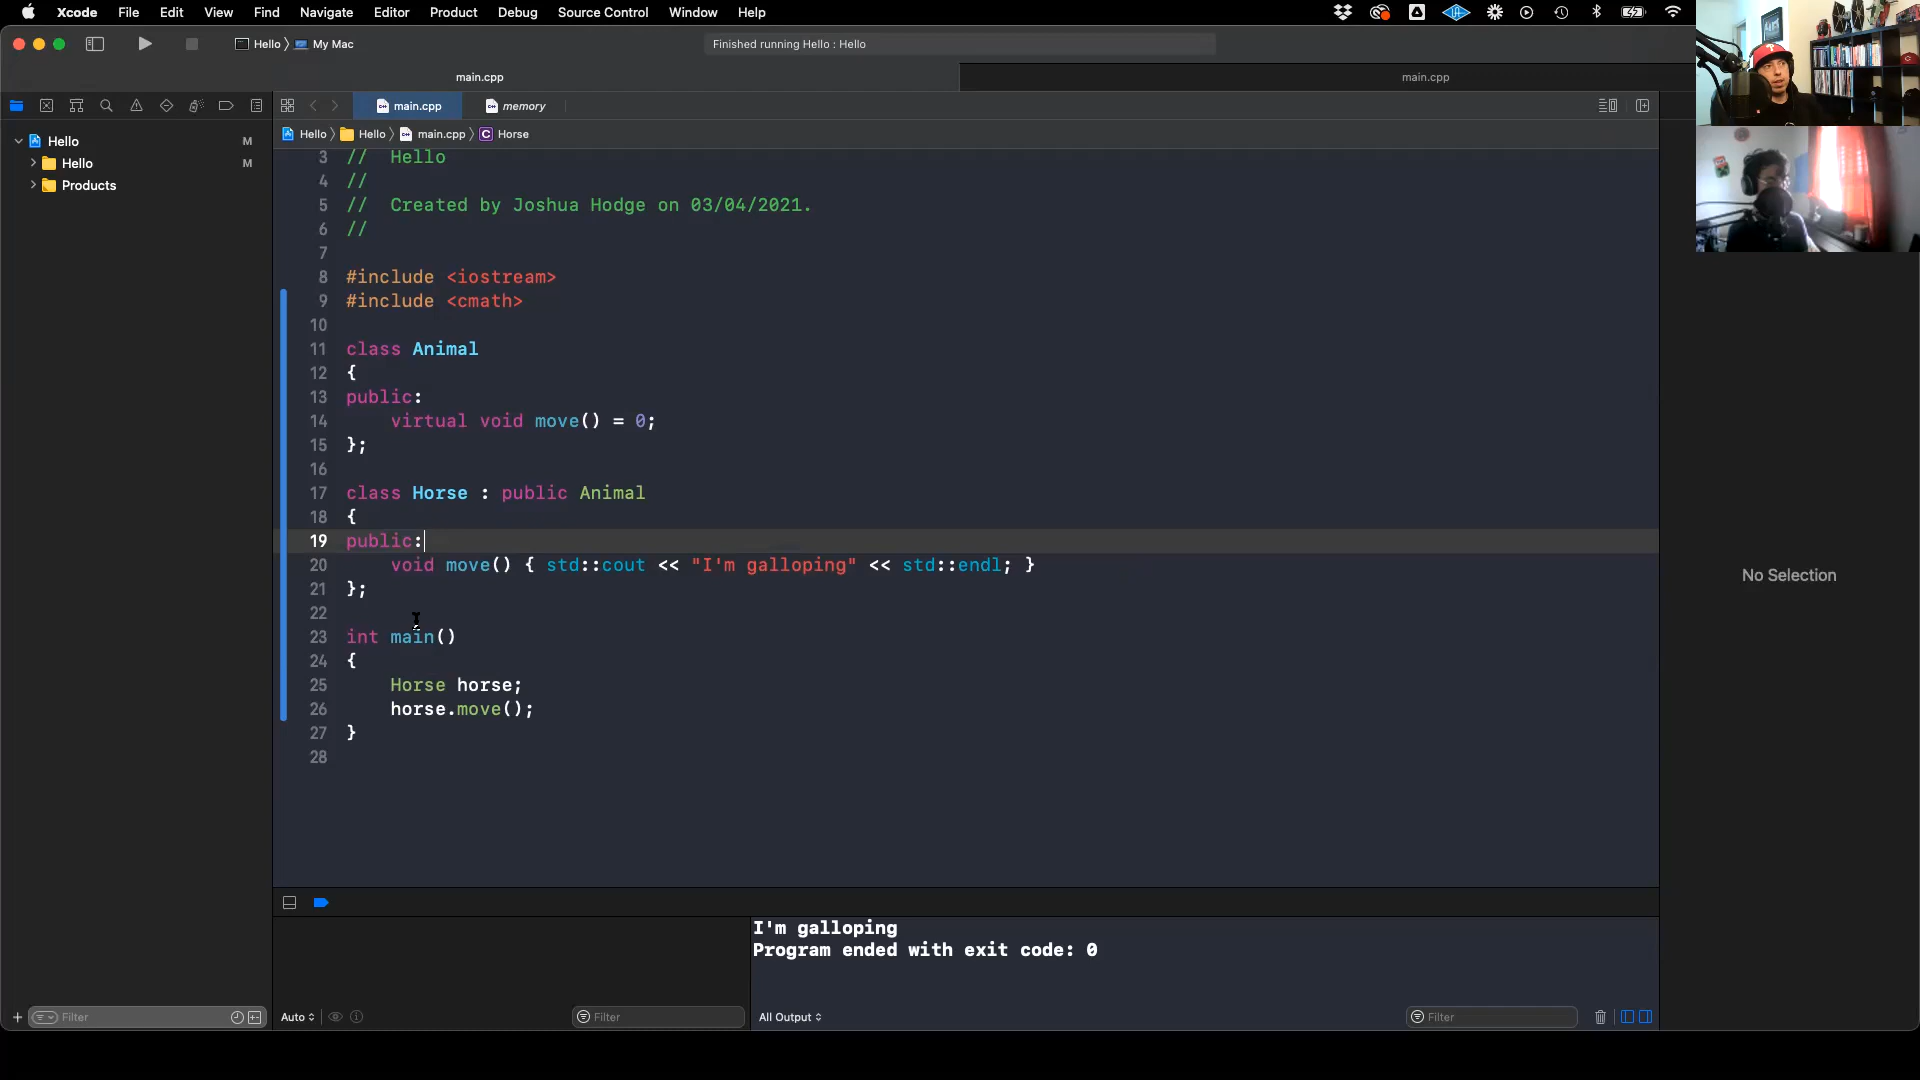 Xcode File Edit View Find Navigate Editor Product Debug Source Control Window Help
Hello 〉 My Mac
Finished running Hello : Hello
main.cpp
main.cpp
main.cpp
memory
Hello 〉 Hello 〉 main.cpp 〉 C Horse
Hello M
Hello M
Products
3 //  Hello
4 //
5 //  Created by Joshua Hodge on 03/04/2021.
6 //
7
8 #include <iostream>
9 #include <cmath>
10
11 class Animal
12 {
13 public:
14     virtual void move() = 0;
15 };
16
17 class Horse : public Animal
18 {
19 public:
20     void move() { std::cout << "I'm galloping" << std::endl; }
21 };
22
23 int main()
24 {
25     Horse horse;
26     horse.move();
27 }
28
No Selection
I'm galloping
Program ended with exit code: 0
Filter
Auto
Filter
All Output
Filter